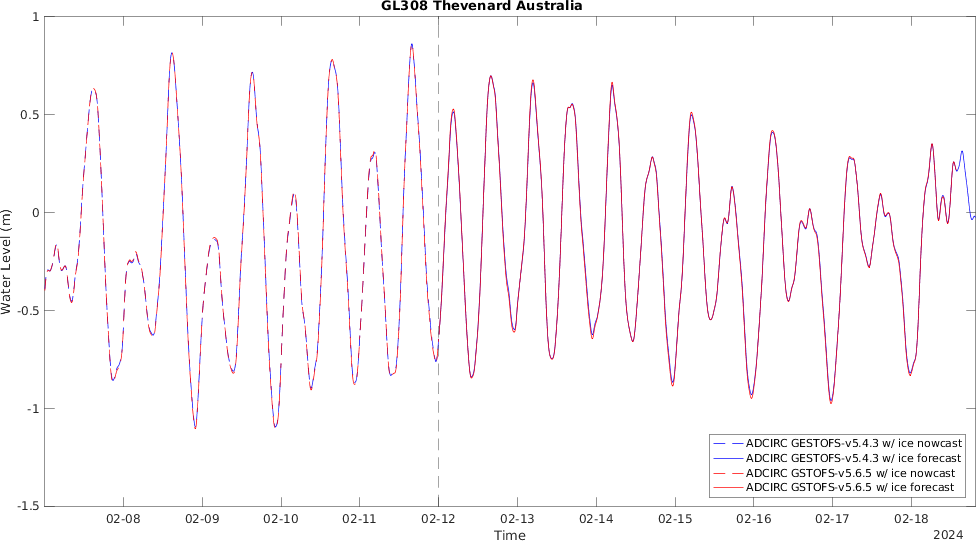 GL308 Thevenard Australia
1
0.5
0
-0.5
-1
-1.5
Water Level (m)
02-08 02-09 02-10 02-11 02-12 02-13 02-14 02-15 02-16 02-17 02-18
Time
2024
ADCIRC GESTOFS-v5.4.3 w/ ice nowcast
ADCIRC GESTOFS-v5.4.3 w/ ice forecast
ADCIRC GSTOFS-v5.6.5 w/ ice nowcast
ADCIRC GSTOFS-v5.6.5 w/ ice forecast